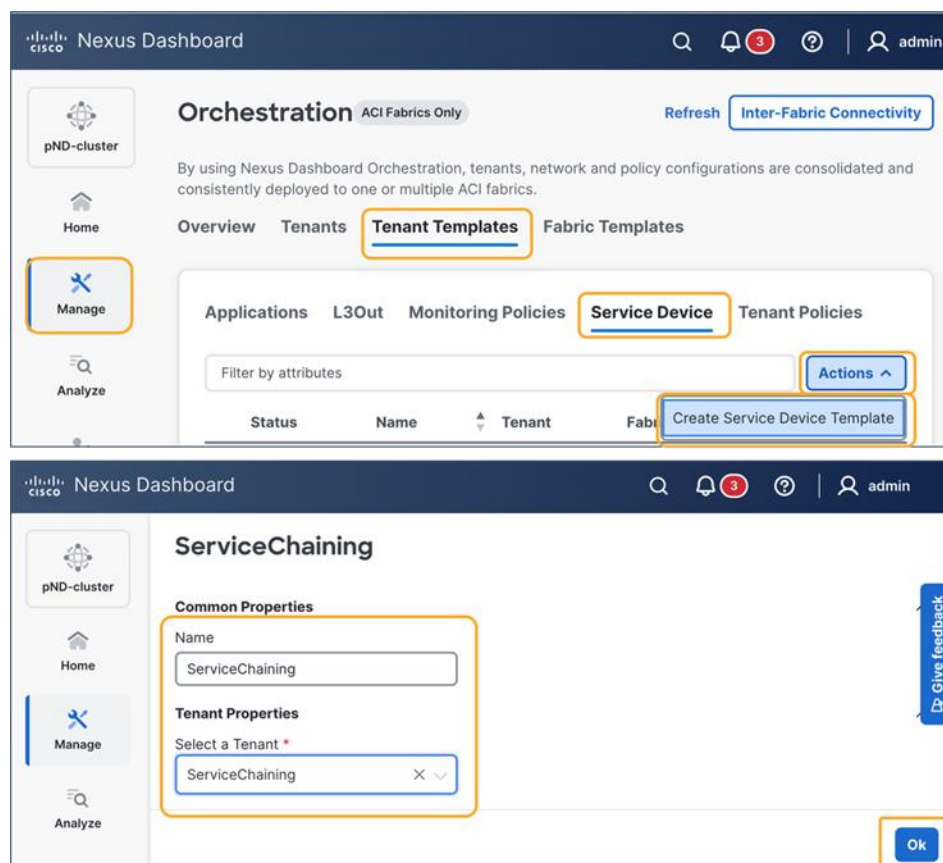 cisco Nexus Dashboard 3 admin
pND-cluster
Home
Manage
Analyze
Orchestration ACI Fabrics Only Refresh Inter-Fabric Connectivity
By using Nexus Dashboard Orchestration, tenants, network and policy configurations are consolidated and
consistently deployed to one or multiple ACI fabrics.
Overview Tenants Tenant Templates Fabric Templates
Applications L3Out Monitoring Policies Service Device Tenant Policies
Filter by attributes Actions
Create Service Device Template
Status Name Tenant Fabri
cisco Nexus Dashboard 3 admin
pND-cluster
Home
Manage
Analyze
ServiceChaining
Common Properties
Name
ServiceChaining
Tenant Properties
Select a Tenant *
ServiceChaining
Give feedback
Ok